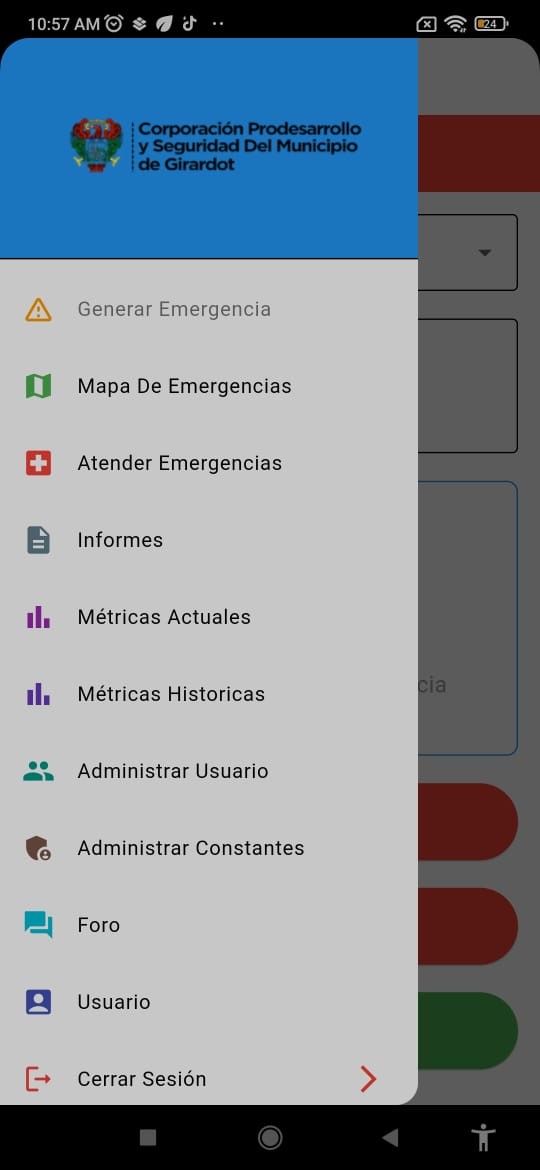 10:57 AM
24
Corporación Prodesarrollo
y Seguridad Del Municipio
de Girardot
Generar Emergencia
Mapa De Emergencias
Atender Emergencias
Informes
Métricas Actuales
Métricas Historicas
cia
Administrar Usuario
Administrar Constantes
Foro
Usuario
Cerrar Sesión